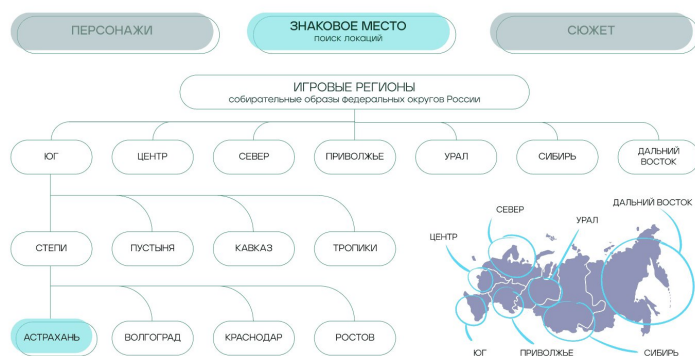 ПЕРСОНАЖИ
ЗНАКОВОЕ МЕСТО
поиск локаций
СЮЖЕТ
ИГРОВЫЕ РЕГИОНЫ
собирательные образы федеральных округов России
ЮГ
ЦЕНТР
СЕВЕР
ПРИВОЛЖЬЕ
УРАЛ
СИБИРЬ
ДАЛЬНИЙ
ВОСТОК
СТЕПИ
ПУСТЫНЯ
КАВКАЗ
ТРОПИКИ
АСТРАХАНЬ
ВОЛГОГРАД
КРАСНОДАР
РОСТОВ
ДАЛЬНИЙ ВОСТОК
СЕВЕР
УРАЛ
ЦЕНТР
ЮГ
ПРИВОЛЖЬЕ
СИБИРЬ